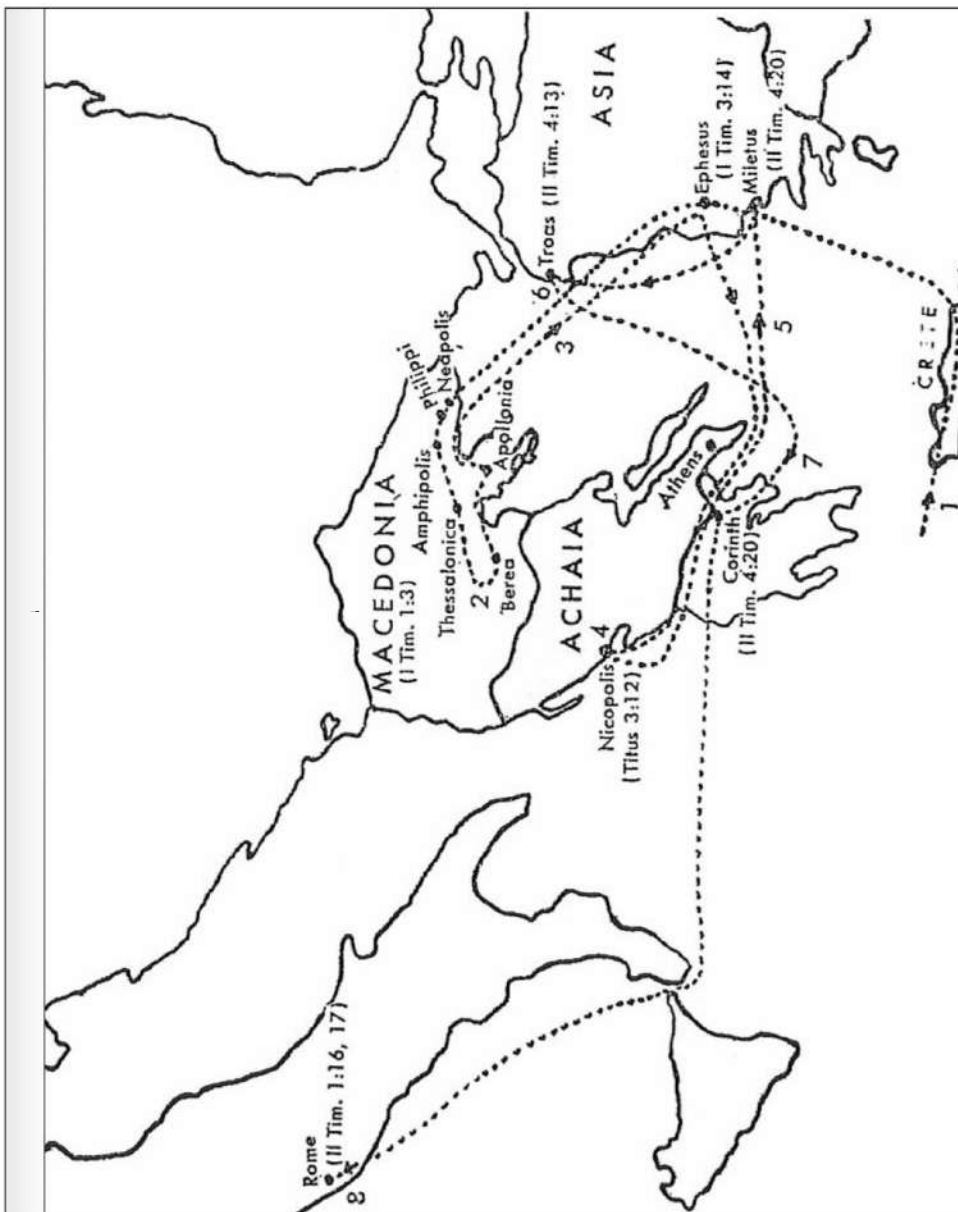 Rome
(II Tim. 1:16, 17)
8
MACEDONIA
(I Tim. 1:3)
Philippi
Neapolis
Amphipolis
Thessalonica
Apollonia
2
Berea
ACHAIA
Nicopolis
4
(Titus 3:12)
Athens
Corinth
(II Tim. 4:20)
7
6
Troas (II Tim. 4:13)
3
ASIA
Ephesus
(I Tim. 3:14)
Miletus
(II Tim. 4:20)
5
CRETE
1